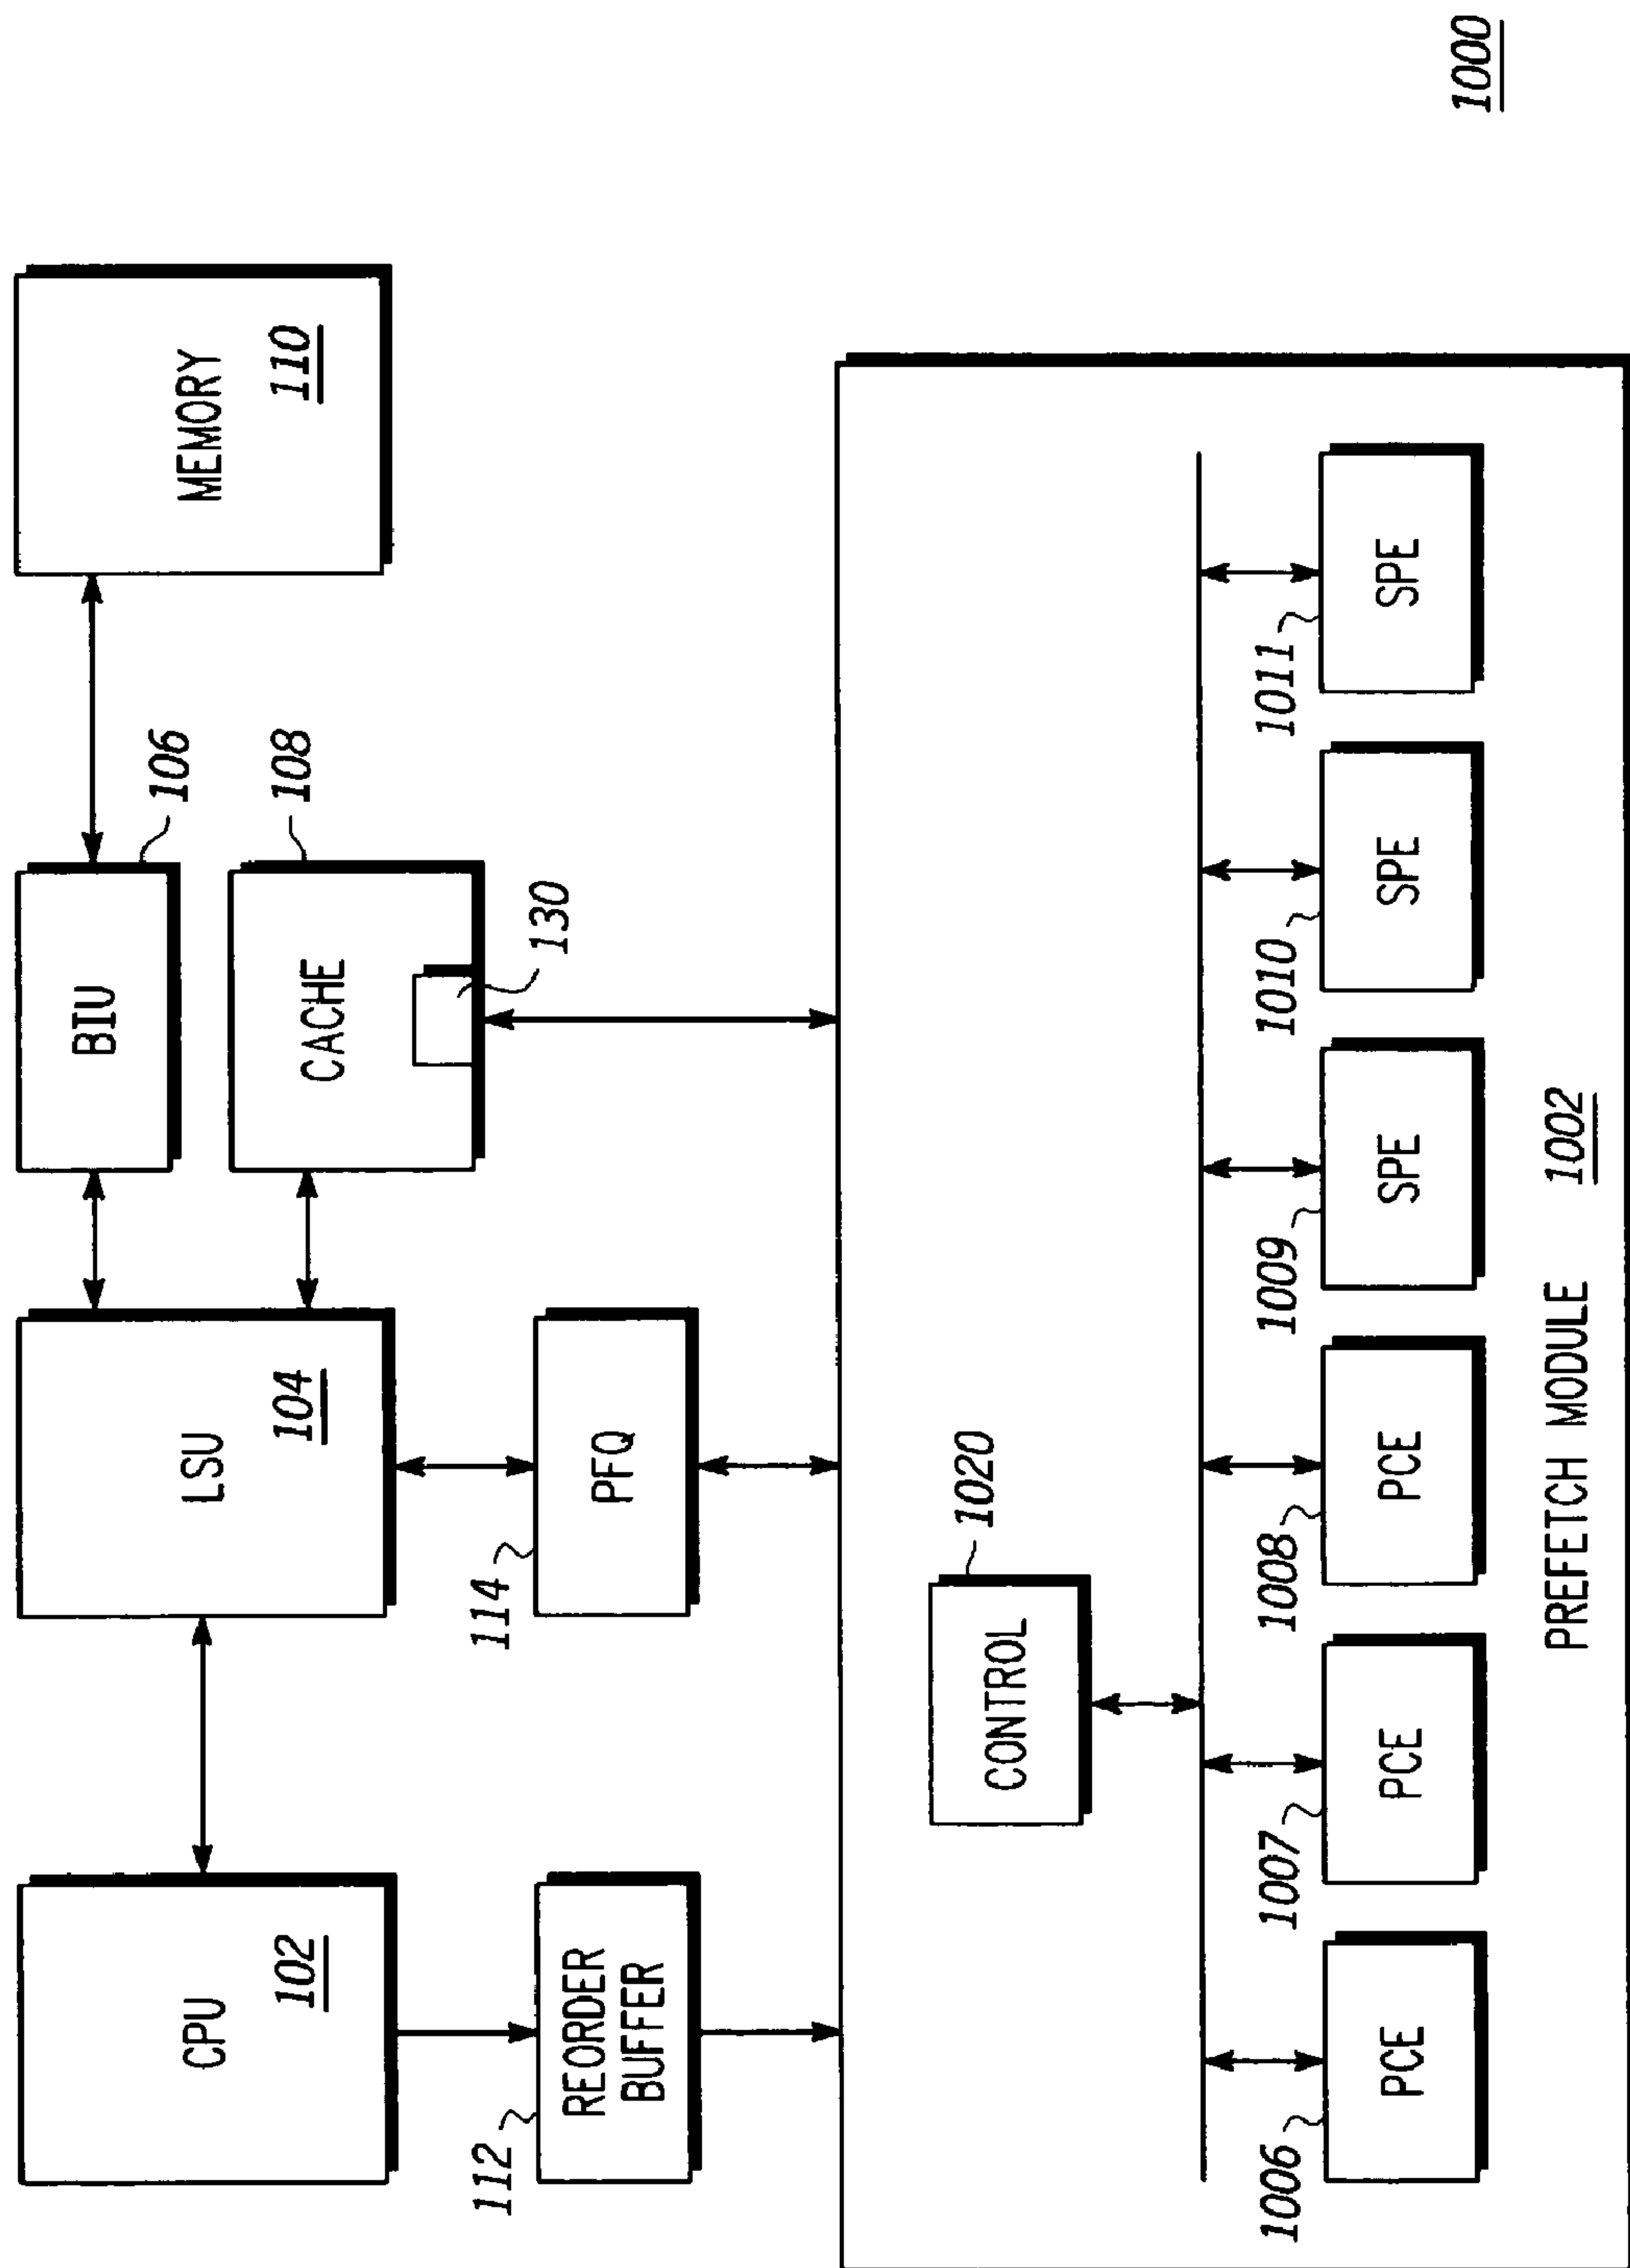 1000
CPU
102
LSU
104
BIU
106
MEMORY
110
CACHE
108
130
112
REORDER
BUFFER
114
PFQ
CONTROL
1020
1006
PCE
1007
PCE
1008
PCE
1009
SPE
1010
SPE
1011
SPE
PREFETCH MODULE 1002